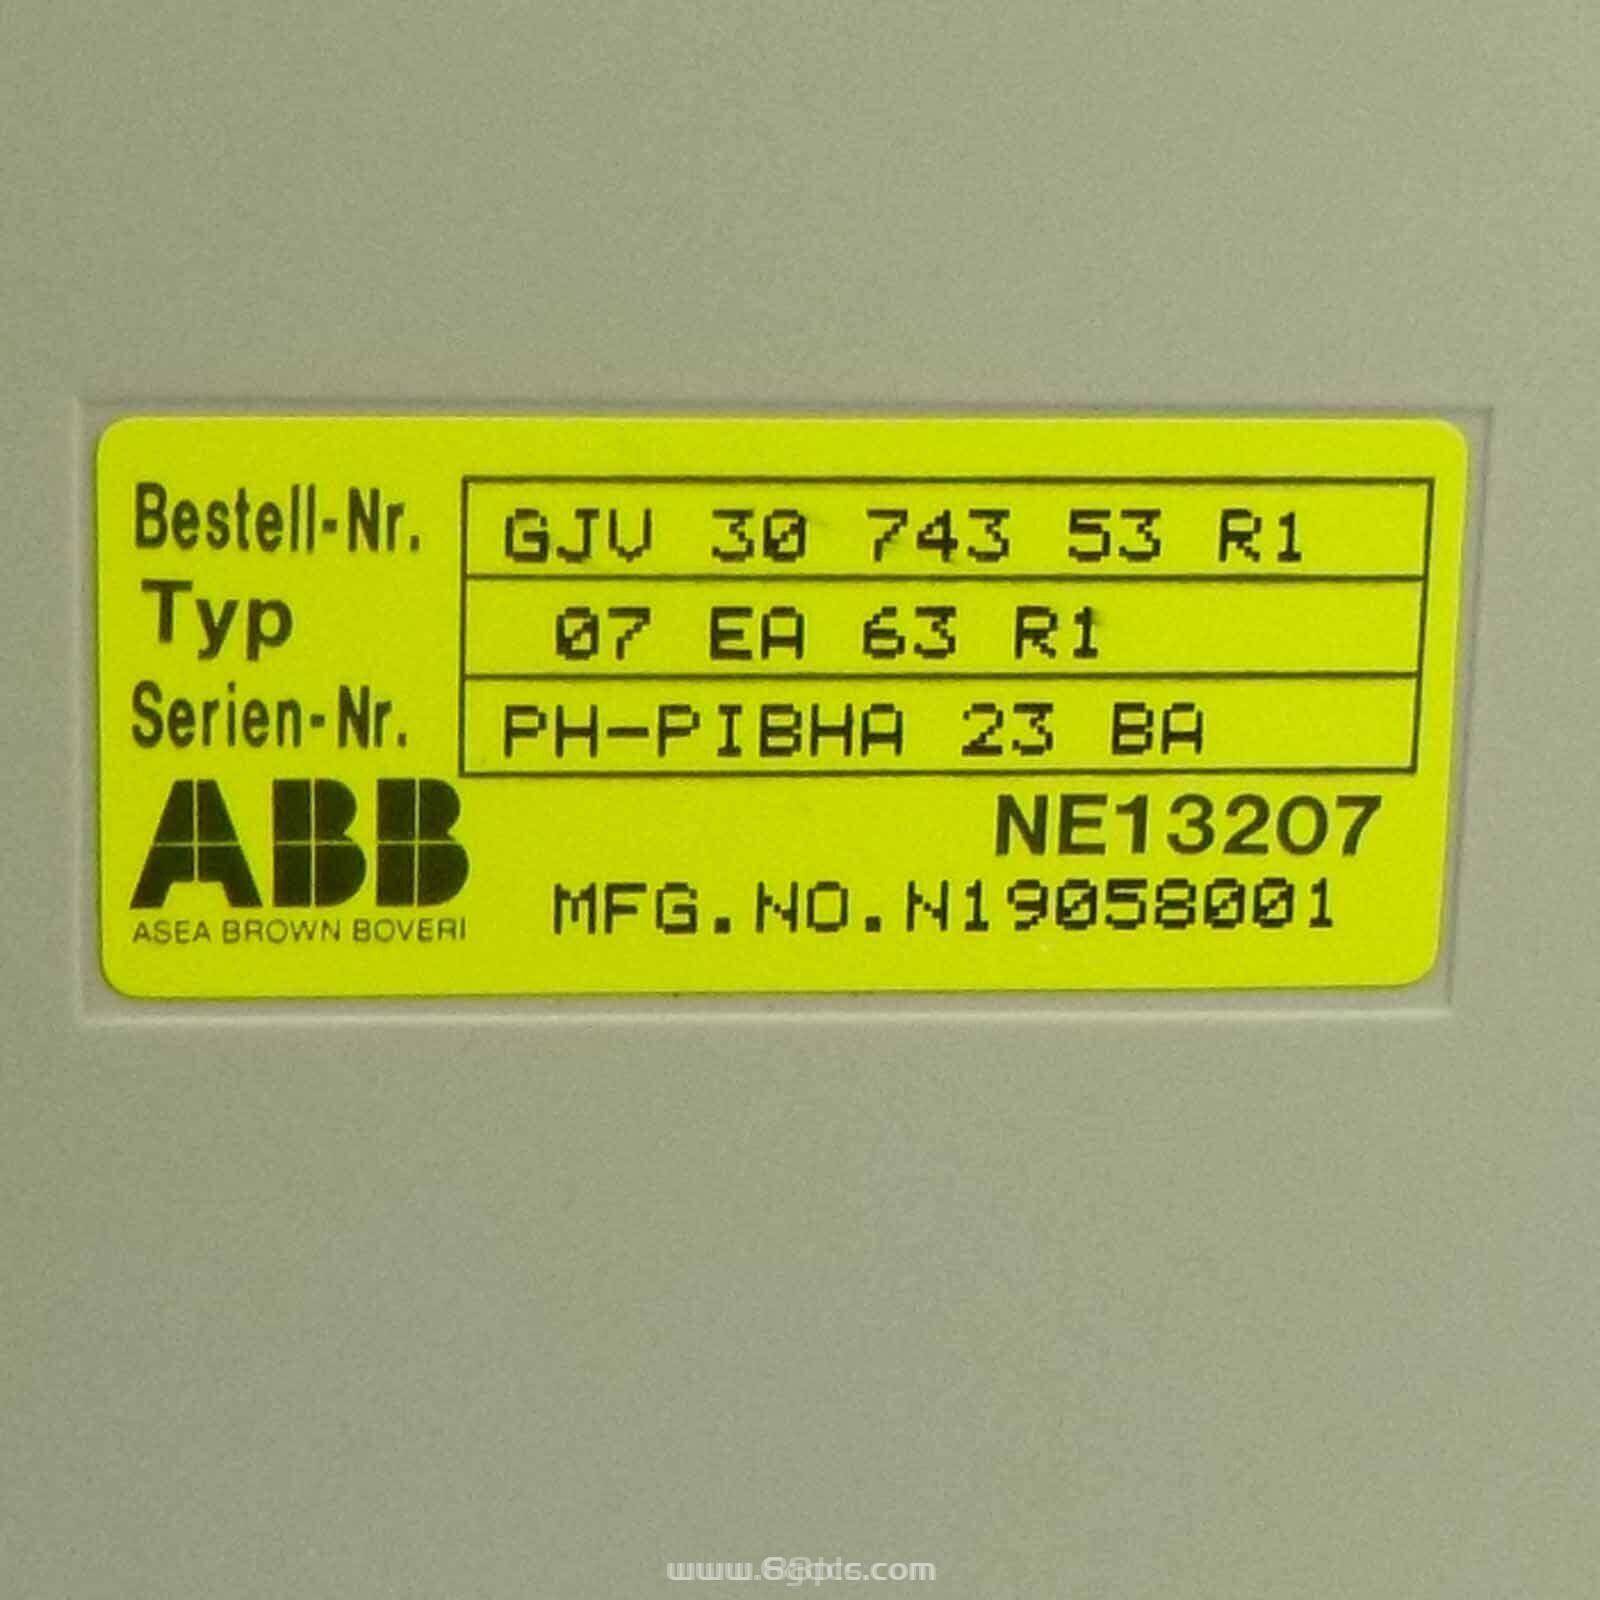 Bestell-Nr. GJV 30 743 53 R1
Typ 07 EA 63 R1
Serien-Nr. PH-PIBHA 23 BA
ABB NE13207
ASEA BROWN BOVERI MFG.NO.N19058001